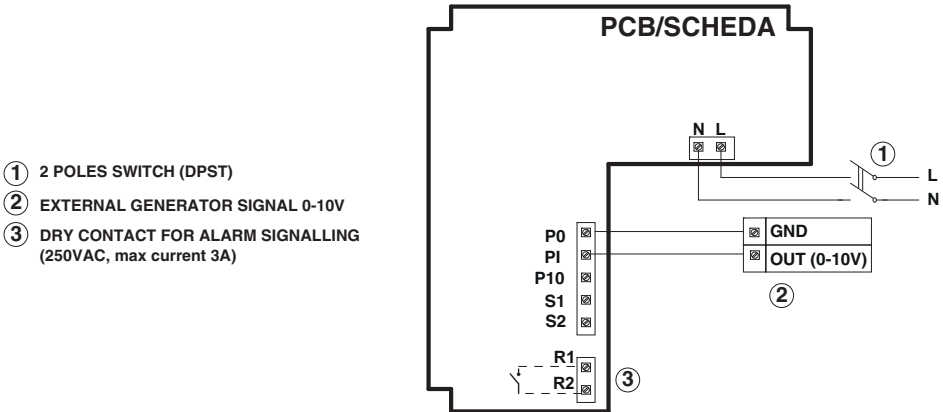 PCB/SCHEDA
N L
1
L
N
1 2 POLES SWITCH (DPST)
2 EXTERNAL GENERATOR SIGNAL 0-10V
3 DRY CONTACT FOR ALARM SIGNALLING
(250VAC, max current 3A)
P0
PI
P10
S1
S2
GND
OUT (0-10V)
2
R1
R2
3